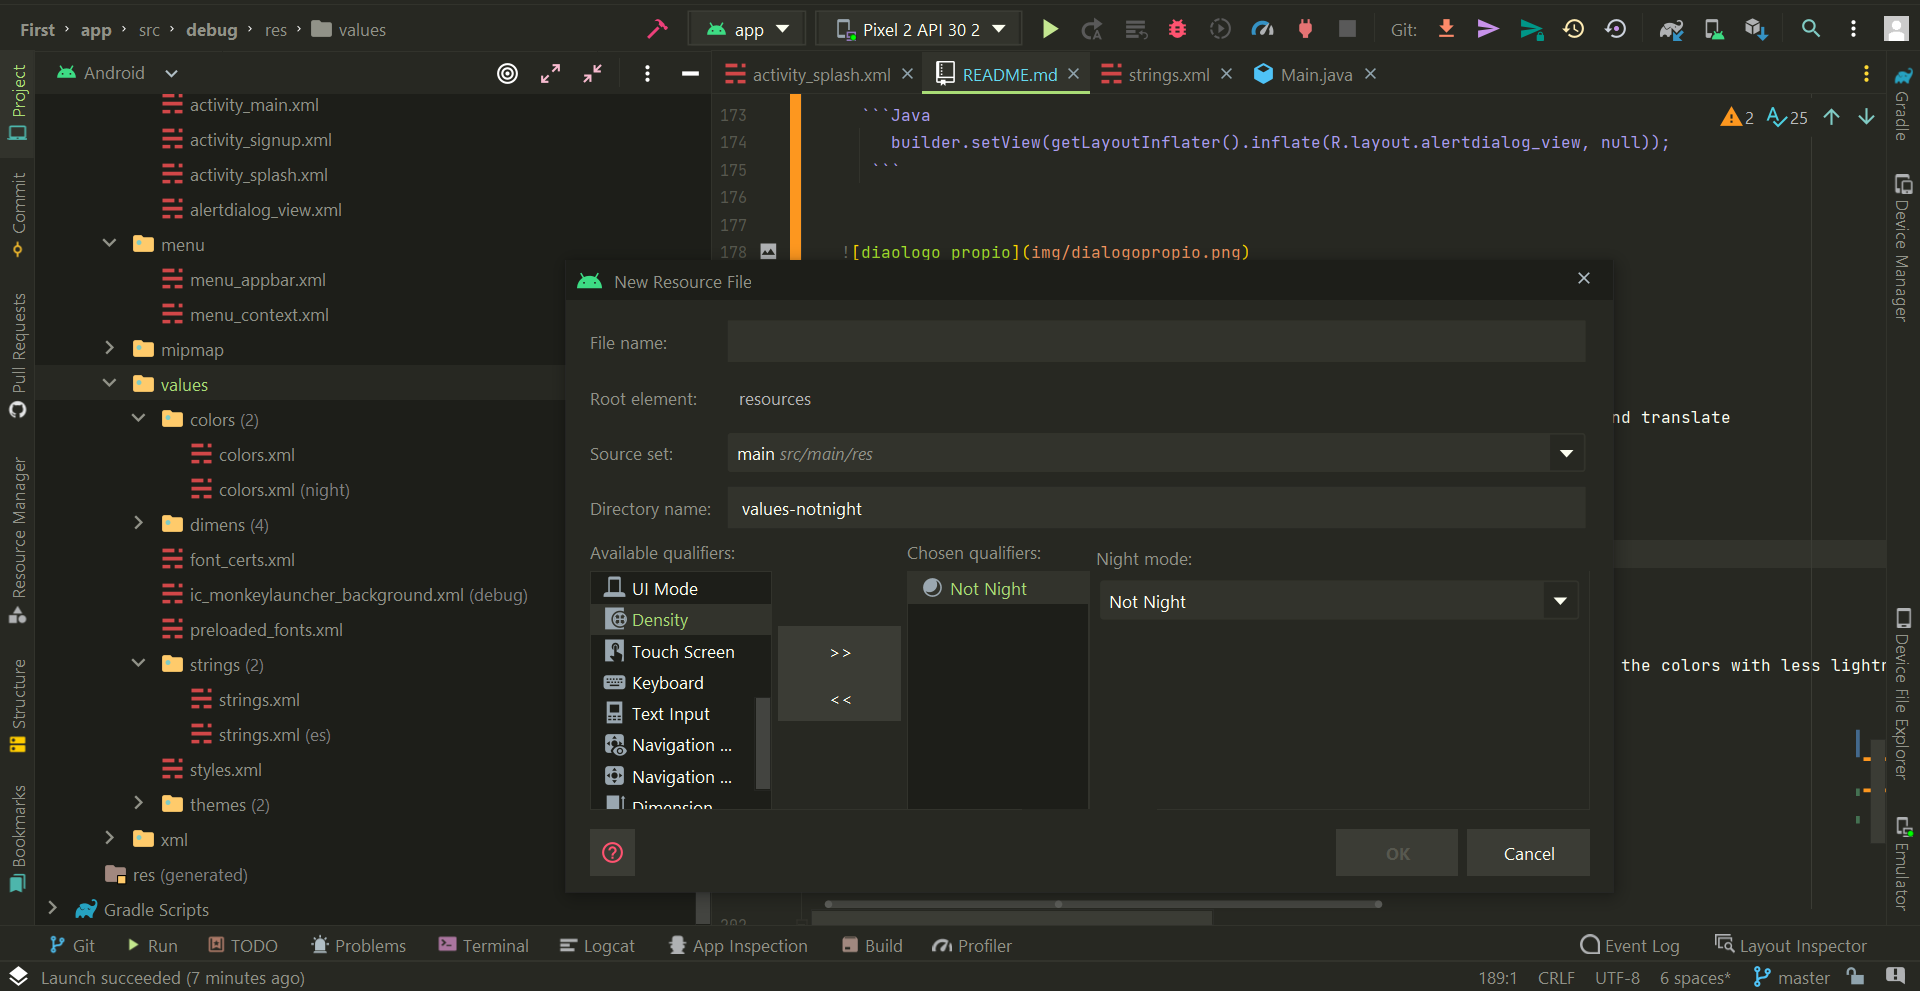 First › app › src › debug › res › values
app
Pixel 2 API 30 2
Git:
Android
activity_splash.xml
README.md
strings.xml
Main.java
Project
Commit
Pull Requests
Resource Manager
Structure
Bookmarks
activity_main.xml
activity_signup.xml
activity_splash.xml
alertdialog_view.xml
menu
menu_appbar.xml
menu_context.xml
mipmap
values
colors (2)
colors.xml
colors.xml (night)
dimens (4)
font_certs.xml
ic_monkeylauncher_background.xml (debug)
preloaded_fonts.xml
strings (2)
strings.xml
strings.xml (es)
styles.xml
themes (2)
xml
res (generated)
Gradle Scripts
173 ```Java
174 builder.setView(getLayoutInflater().inflate(R.layout.alertdialog_view, null));
175 ```
176
177
178 ![diaologo propio](img/dialogopropio.png)
2 25
nd translate
the colors with less lightn
202
New Resource File
File name:
Root element: resources
Source set: main src/main/res
Directory name: values-notnight
Available qualifiers:
Chosen qualifiers:
Night mode:
UI Mode
Density
Touch Screen
Keyboard
Text Input
Navigation ...
Navigation ...
Dimension
>>
<<
Not Night
Not Night
?
OK
Cancel
Gradle
Device Manager
Device File Explorer
Emulator
Git
Run
TODO
Problems
Terminal
Logcat
App Inspection
Build
Profiler
Event Log
Layout Inspector
Launch succeeded (7 minutes ago)
189:1 CRLF UTF-8 6 spaces* master